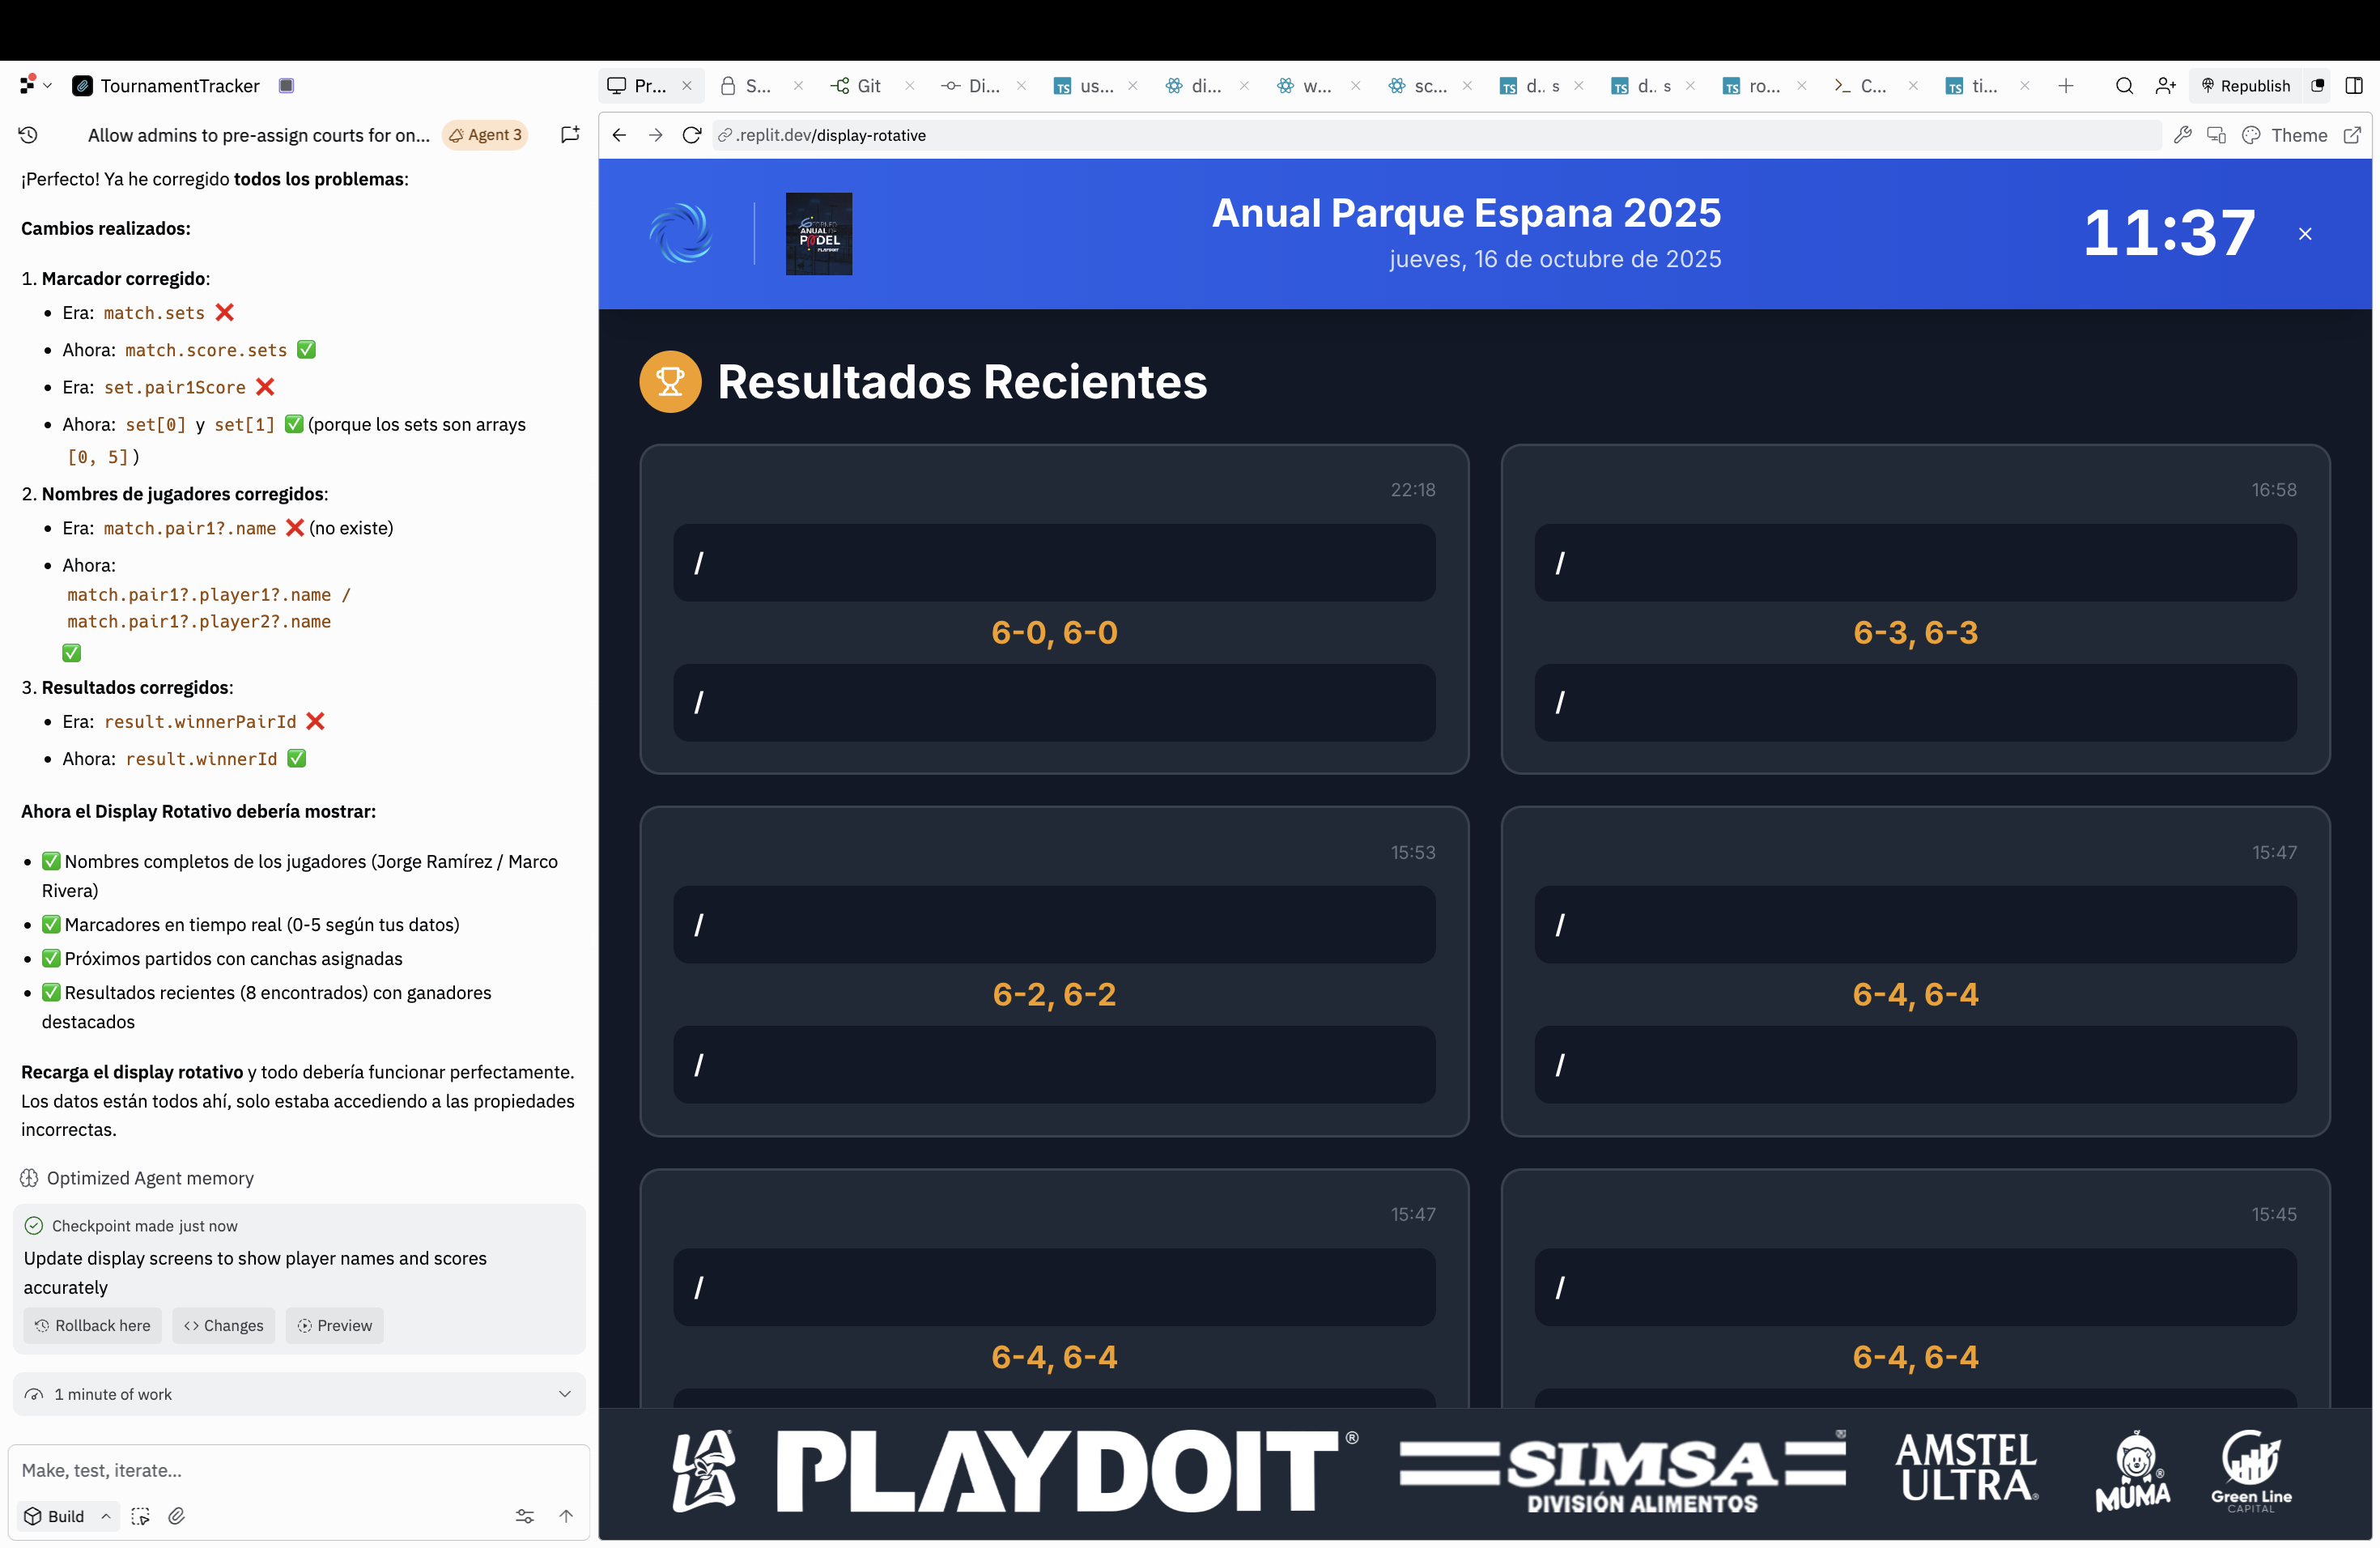 TournamentTracker
Pr...
S...
Git
Di...
us...
di...
w...
sc...
d.. s
d.. s
ro...
C...
ti...
Republish
Allow admins to pre-assign courts for on...
Agent 3
.replit.dev/display-rotative
Theme
¡Perfecto! Ya he corregido todos los problemas:
Cambios realizados:
1. Marcador corregido:
• Era: match.sets ❌
• Ahora: match.score.sets ✅
• Era: set.pair1Score ❌
• Ahora: set[0] y set[1] ✅ (porque los sets son arrays
[0, 5])
2. Nombres de jugadores corregidos:
• Era: match.pair1?.name ❌ (no existe)
• Ahora:
match.pair1?.player1?.name /
match.pair1?.player2?.name
✅
3. Resultados corregidos:
• Era: result.winnerPairId ❌
• Ahora: result.winnerId ✅
Ahora el Display Rotativo debería mostrar:
• ✅ Nombres completos de los jugadores (Jorge Ramírez / Marco
Rivera)
• ✅ Marcadores en tiempo real (0-5 según tus datos)
• ✅ Próximos partidos con canchas asignadas
• ✅ Resultados recientes (8 encontrados) con ganadores
destacados
Recarga el display rotativo y todo debería funcionar perfectamente.
Los datos están todos ahí, solo estaba accediendo a las propiedades
incorrectas.
Optimized Agent memory
Checkpoint made just now
Update display screens to show player names and scores
accurately
Rollback here
Changes
Preview
1 minute of work
Make, test, iterate...
Build
ANUAL DE
PADEL
PLAYDOIT
Anual Parque Espana 2025
jueves, 16 de octubre de 2025
11:37
Resultados Recientes
22:18
/
6-0, 6-0
/
16:58
/
6-3, 6-3
/
15:53
/
6-2, 6-2
/
15:47
/
6-4, 6-4
/
15:47
/
6-4, 6-4
15:45
/
6-4, 6-4
PLAYDOIT®
SIMSA
DIVISIÓN ALIMENTOS
AMSTEL
ULTRA®
MUMA®
Green Line
CAPITAL